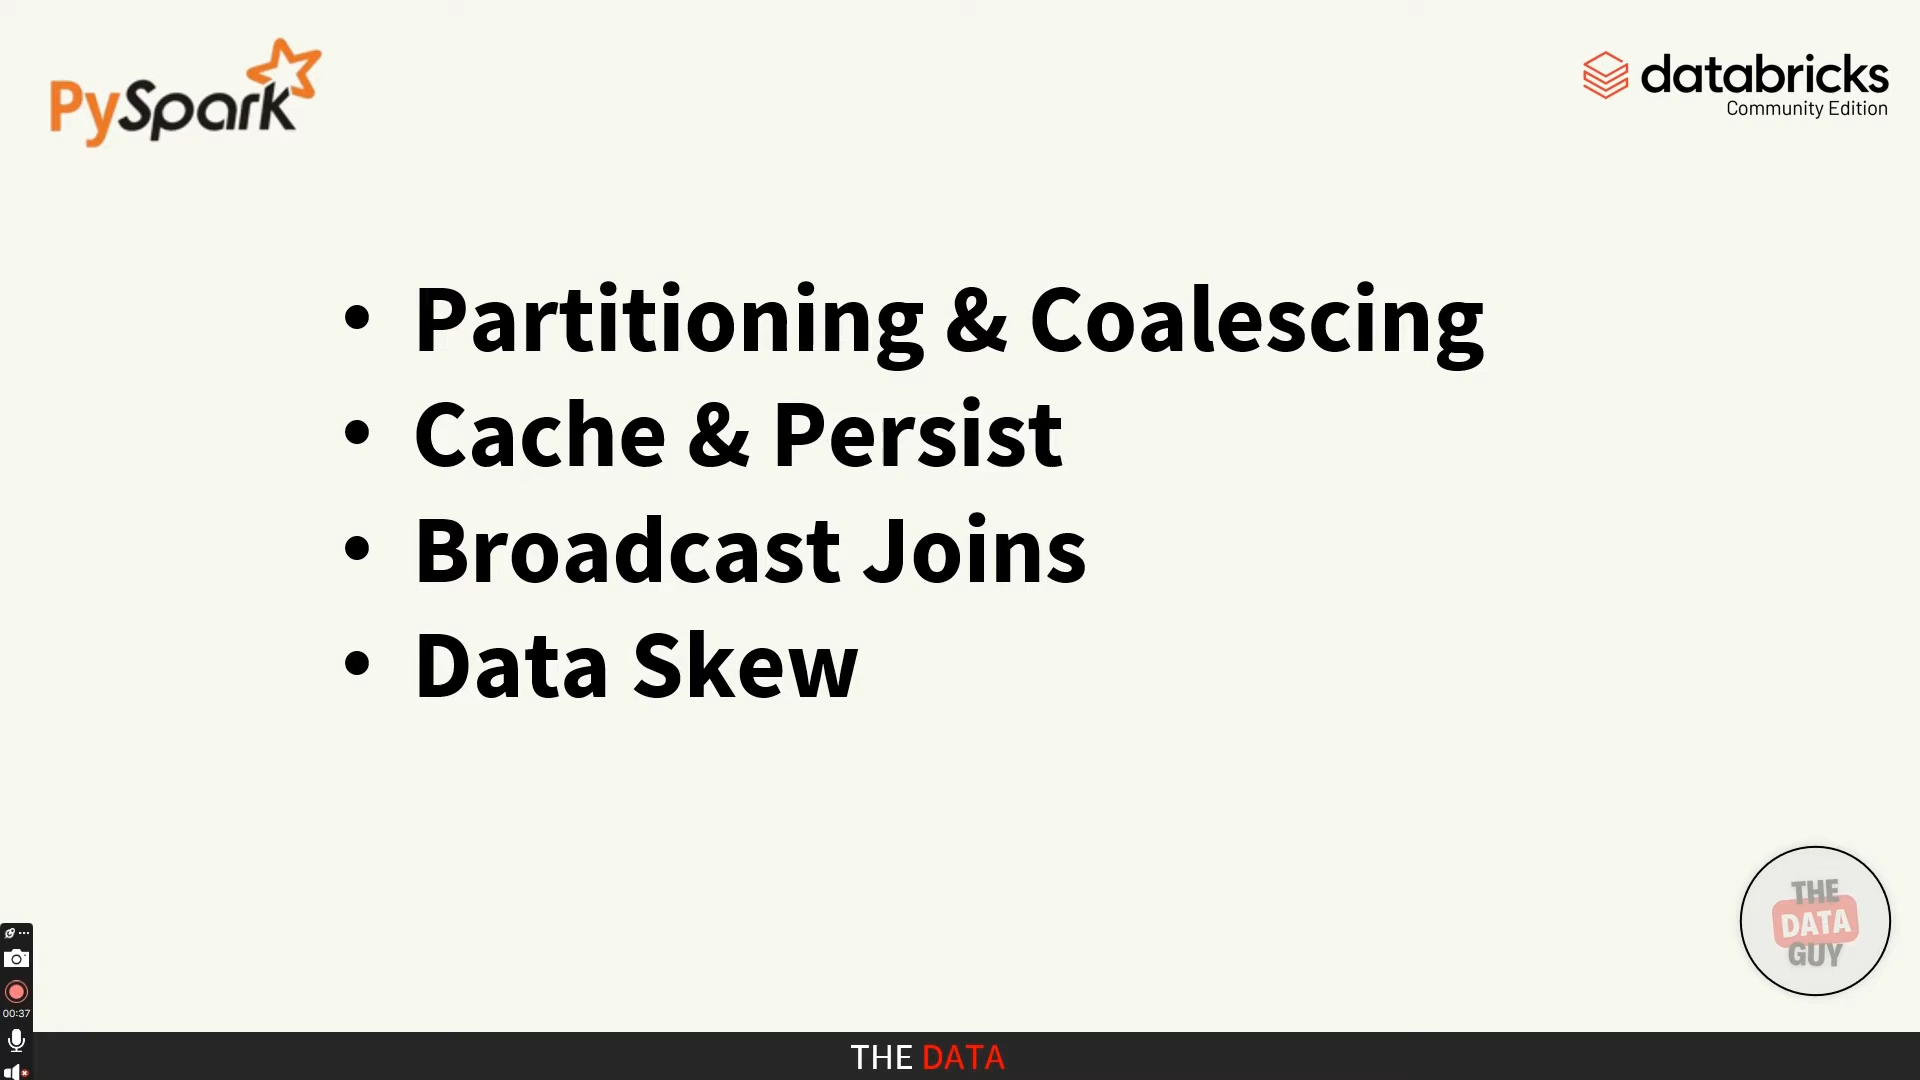 PySpark
databricks
Community Edition
• Partitioning & Coalescing
• Cache & Persist
• Broadcast Joins
• Data Skew
THE
DATA
GUY
00:37
THE DATA